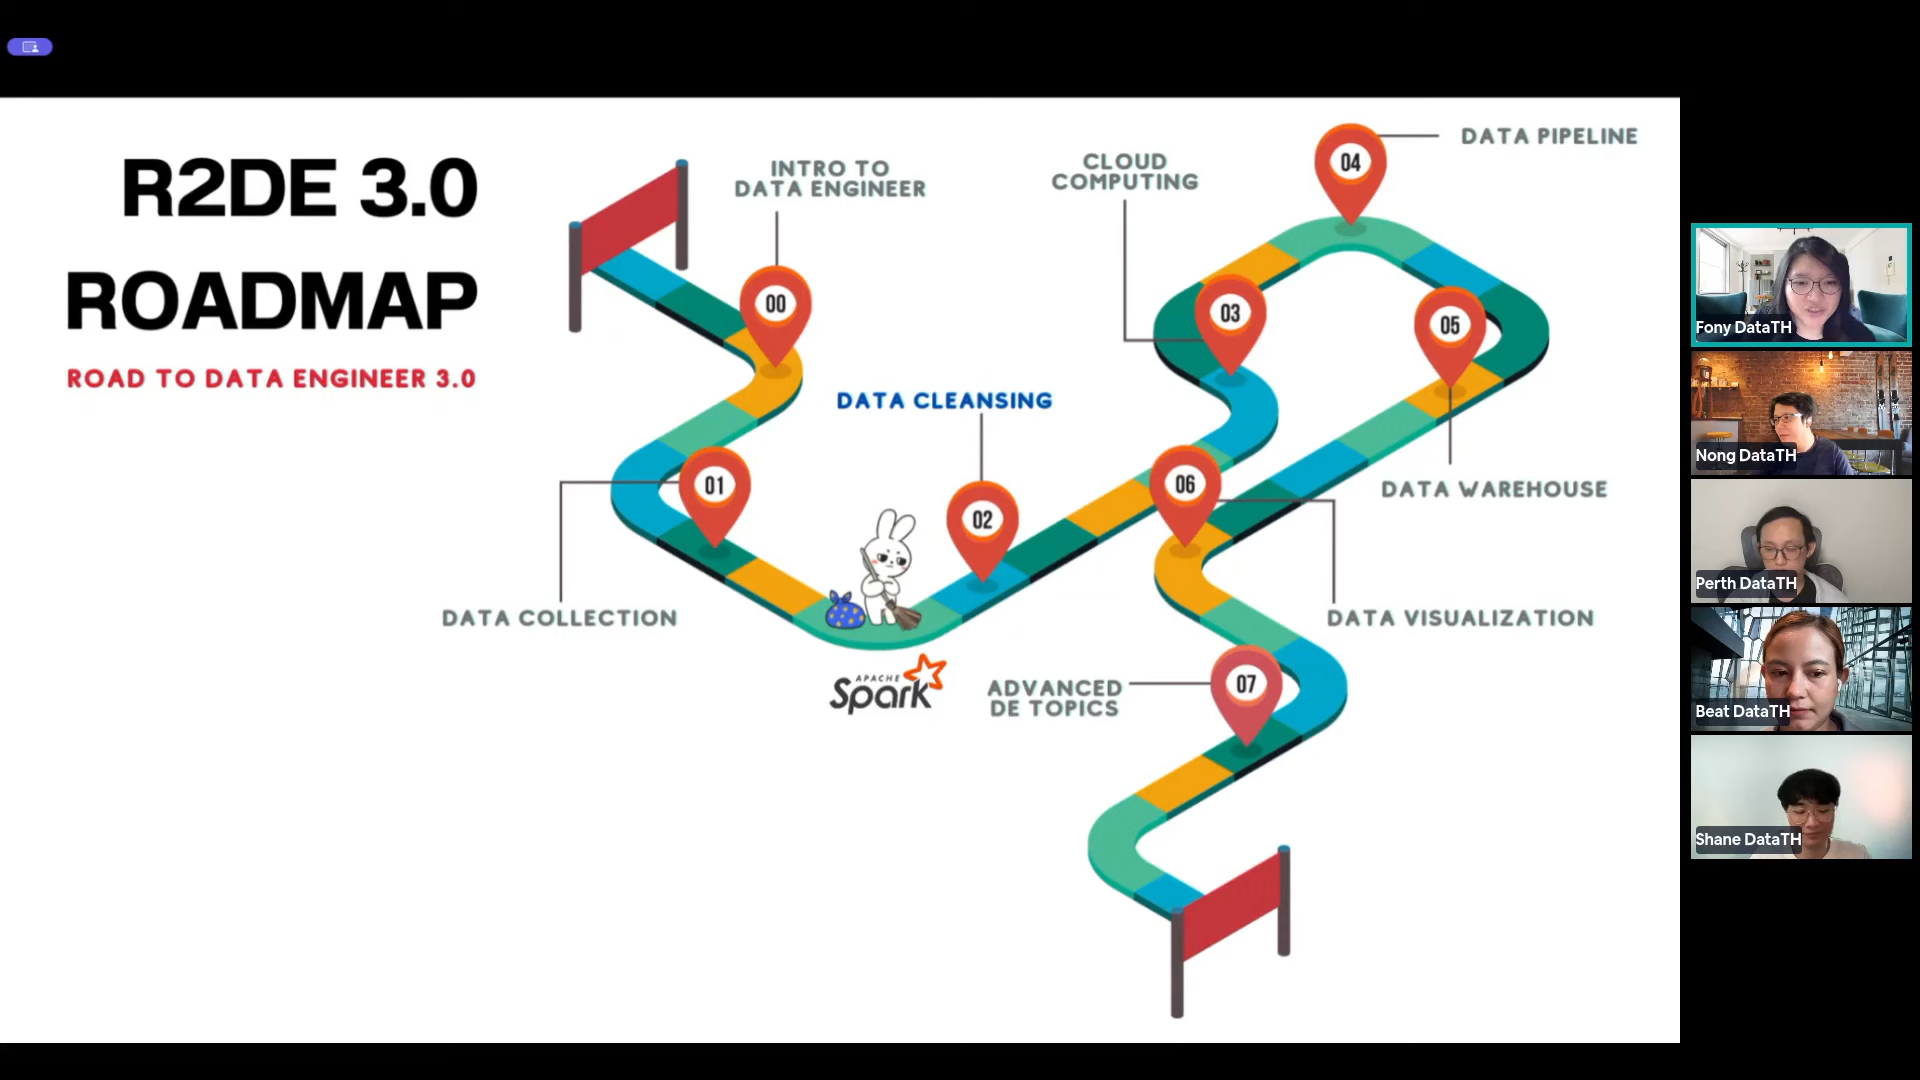 R2DE 3.0
ROADMAP
ROAD TO DATA ENGINEER 3.0
INTRO TO
DATA ENGINEER
00
01
DATA COLLECTION
DATA CLEANSING
02
APACHE
Spark
CLOUD
COMPUTING
03
04
DATA PIPELINE
05
DATA WAREHOUSE
06
DATA VISUALIZATION
07
ADVANCED
DE TOPICS
Fony DataTH
Nong DataTH
Perth DataTH
Beat DataTH
Shane DataTH